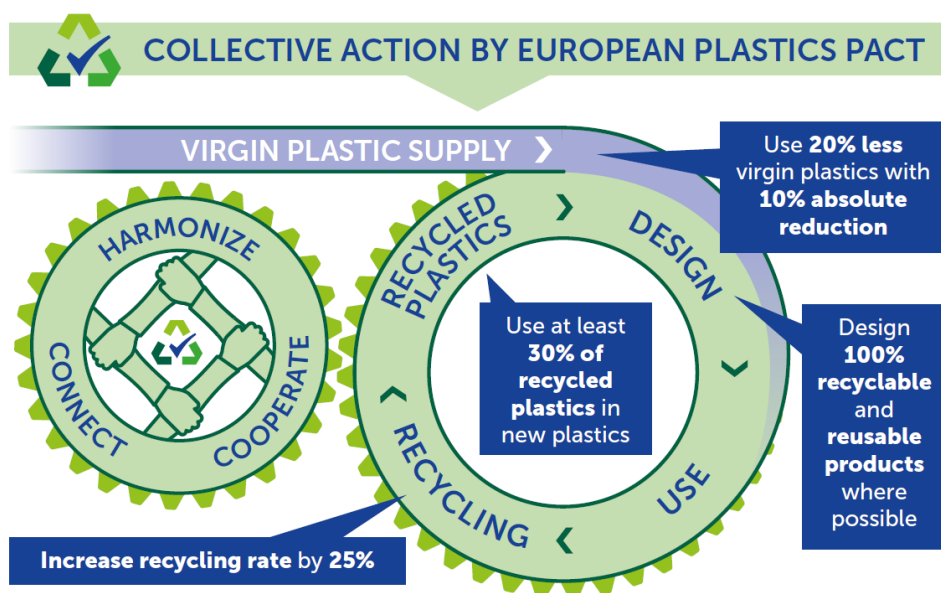 COLLECTIVE ACTION BY EUROPEAN PLASTICS PACT
VIRGIN PLASTIC SUPPLY
Use 20% less
virgin plastics with
10% absolute
reduction
HARMONIZE
CONNECT
COOPERATE
RECYCLED
PLASTICS
DESIGN
USE
RECYCLING
Use at least
30% of
recycled
plastics in
new plastics
Design
100%
recyclable
and
reusable
products
where
possible
Increase recycling rate by 25%